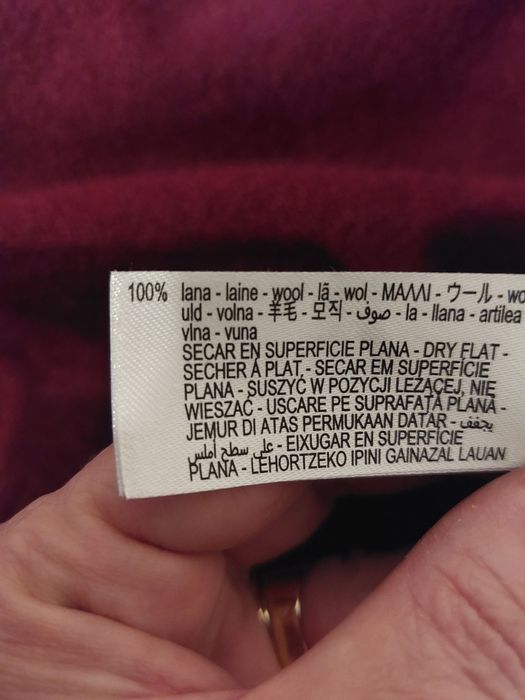 100% lana - laine - wool - lã - wol - ΜΑΛΛΙ - ウール - wo
uld - volna - 羊毛 - 모직 - صوف - la - llana - artilea
vlna - vuna
SECAR EN SUPERFICIE PLANA - DRY FLAT -
SECHER À PLAT - SECAR EM SUPERFÍCIE
PLANA - SUSZYĆ W POZYCJI LEŻĄCEJ, NIE
WIESZAĆ - USCARE PE SUPRAFAȚA PLANĂ -
JEMUR DI ATAS PERMUKAAN DATAR - يجفف
على سطح أملس - EIXUGAR EN SUPERFÍCIE
PLANA - LEHORTZEKO IPINI GAINAZAL LAUAN